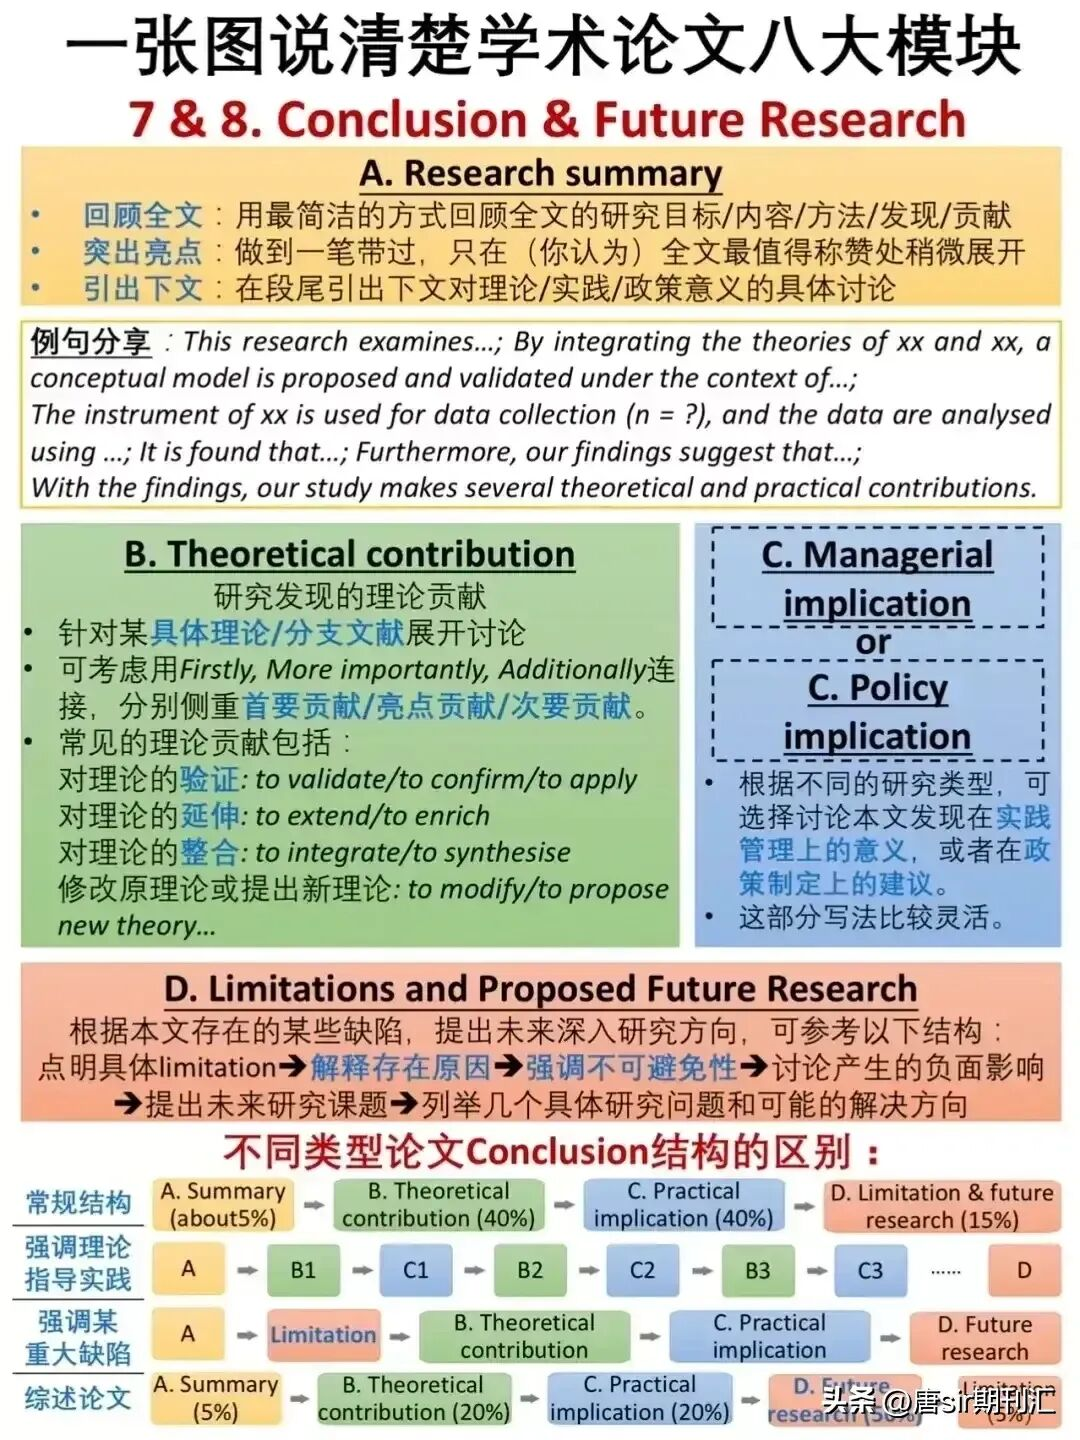 一张图说清楚学术论文八大模块
7 & 8. Conclusion & Future Research
A. Research summary
• 回顾全文：用最简洁的方式回顾全文的研究目标/内容/方法/发现/贡献
• 突出亮点：做到一笔带过，只在（你认为）全文最值得称赞处稍微展开
• 引出下文：在段尾引出下文对理论/实践/政策意义的具体讨论
例句分享：This research examines...; By integrating the theories of xx and xx, a
conceptual model is proposed and validated under the context of...;
The instrument of xx is used for data collection (n = ?), and the data are analysed
using ...; It is found that...; Furthermore, our findings suggest that...;
With the findings, our study makes several theoretical and practical contributions.
B. Theoretical contribution
研究发现的理论贡献
• 针对某具体理论/分支文献展开讨论
• 可考虑用Firstly, More importantly, Additionally连
接，分别侧重首要贡献/亮点贡献/次要贡献。
• 常见的理论贡献包括：
对理论的验证: to validate/to confirm/to apply
对理论的延伸: to extend/to enrich
对理论的整合: to integrate/to synthesise
修改原理论或提出新理论: to modify/to propose
new theory...
C. Managerial
implication
or
C. Policy
implication
• 根据不同的研究类型，可
选择讨论本文发现在实践
管理上的意义，或者在政
策制定上的建议。
• 这部分写法比较灵活。
D. Limitations and Proposed Future Research
根据本文存在的某些缺陷，提出未来深入研究方向，可参考以下结构：
点明具体limitation➔解释存在原因➔强调不可避免性➔讨论产生的负面影响
➔提出未来研究课题➔列举几个具体研究问题和可能的解决方向
不同类型论文Conclusion结构的区别：
常规结构
A. Summary
(about5%)
B. Theoretical
contribution (40%)
C. Practical
implication (40%)
D. Limitation & future
research (15%)
强调理论
指导实践
A
B1
C1
B2
C2
B3
C3
......
D
强调某
重大缺陷
A
Limitation
B. Theoretical
contribution
C. Practical
implication
D. Future
research
综述论文
A. Summary
(5%)
B. Theoretical
contribution (20%)
C. Practical
implication (20%)
D. Future
research (50%)
Limitation
(5%)
头条 @唐sir期刊汇